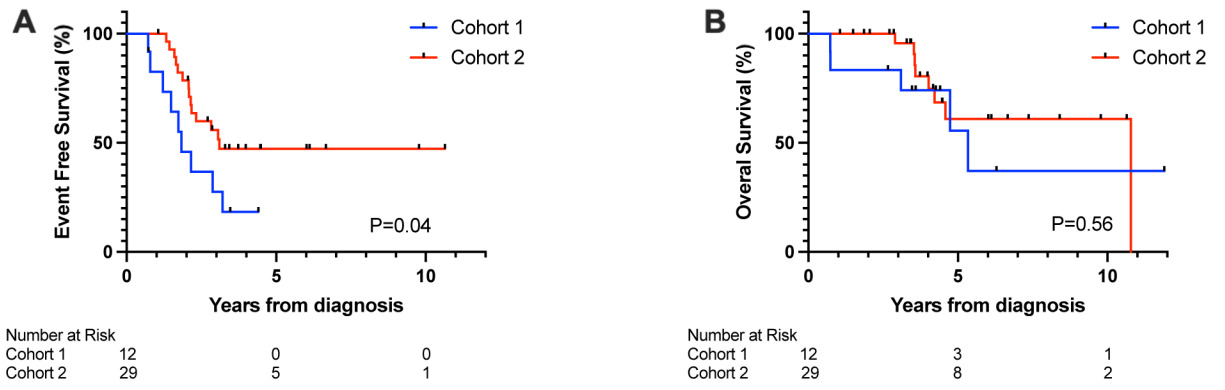 A
Cohort 1
Cohort 2
Event Free Survival (%)
100
50
0
P=0.04
0 5 10
Years from diagnosis
Number at Risk
Cohort 1 12 0 0
Cohort 2 29 5 1
B
Cohort 1
Cohort 2
Overal Survival (%)
100
50
0
P=0.56
0 5 10
Years from diagnosis
Number at Risk
Cohort 1 12 3 1
Cohort 2 29 8 2